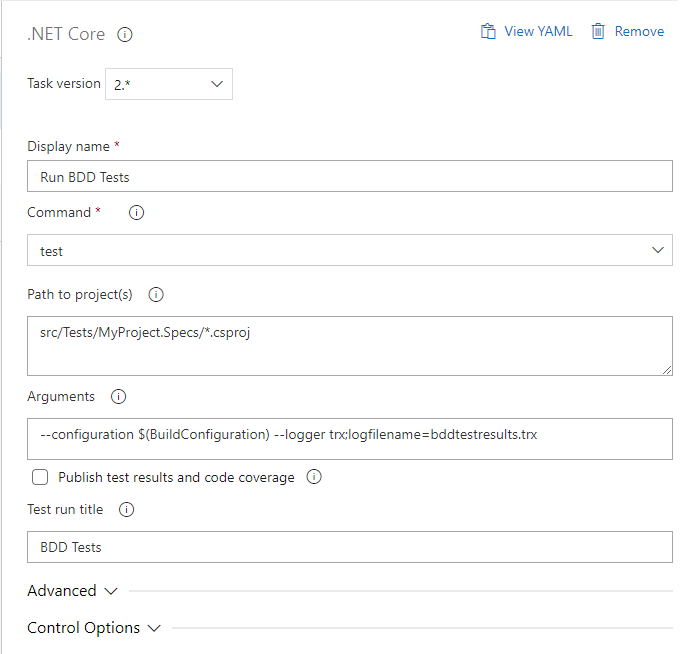 .NET Core
View YAML
Remove
Task version 2.*
Display name *
Run BDD Tests
Command *
test
Path to project(s)
src/Tests/MyProject.Specs/*.csproj
Arguments
--configuration $(BuildConfiguration) --logger trx;logfilename=bddtestresults.trx
Publish test results and code coverage
Test run title
BDD Tests
Advanced
Control Options